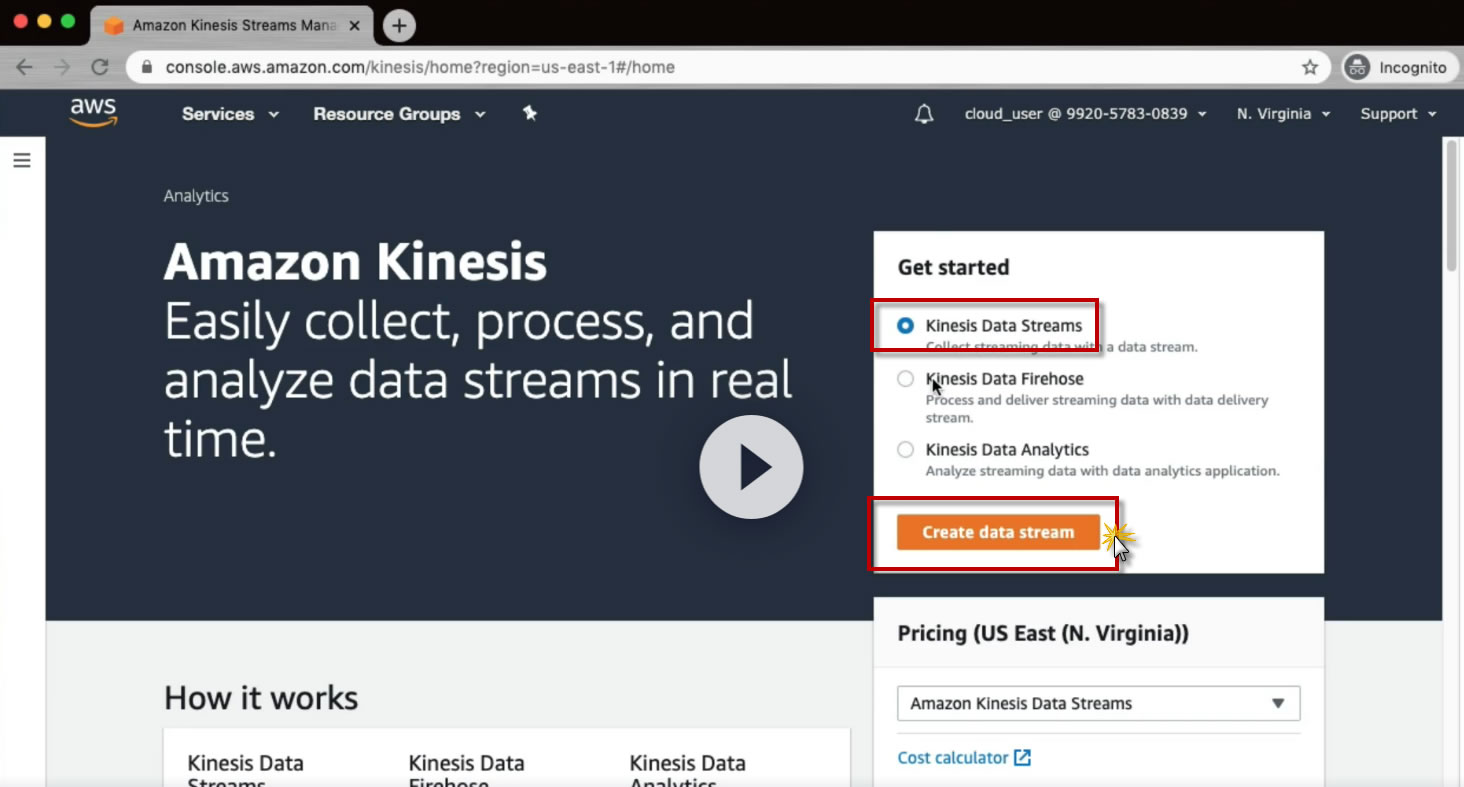 Amazon Kinesis Streams Mana
console.aws.amazon.com/kinesis/home?region=us-east-1#/home
Incognito
aws
Services
Resource Groups
cloud_user @ 9920-5783-0839
N. Virginia
Support
Analytics
Amazon Kinesis
Easily collect, process, and
analyze data streams in real
time.
Get started
Kinesis Data Streams
Collect streaming data with a data stream.
Kinesis Data Firehose
Process and deliver streaming data with data delivery
stream.
Kinesis Data Analytics
Analyze streaming data with data analytics application.
Create data stream
Pricing (US East (N. Virginia))
Amazon Kinesis Data Streams
Cost calculator
How it works
Kinesis Data
Streams
Kinesis Data
Firehose
Kinesis Data
Analytics